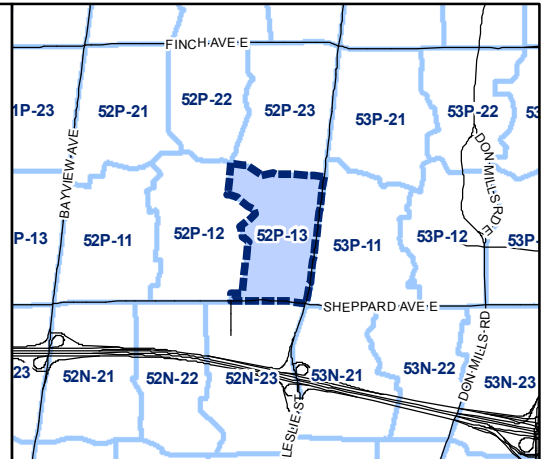 FINCH AVE E
1P-23
52P-21
52P-22
52P-23
53P-21
53P-22
53
BAYVIEW AVE
DON MILLS RD E
P-13
52P-11
52P-12
52P-13
53P-11
53P-12
53P-
SHEPPARD AVE E
23
52N-21
52N-22
52N-23
53N-21
53N-22
53N-23
LESLIE ST
DON MILLS RD